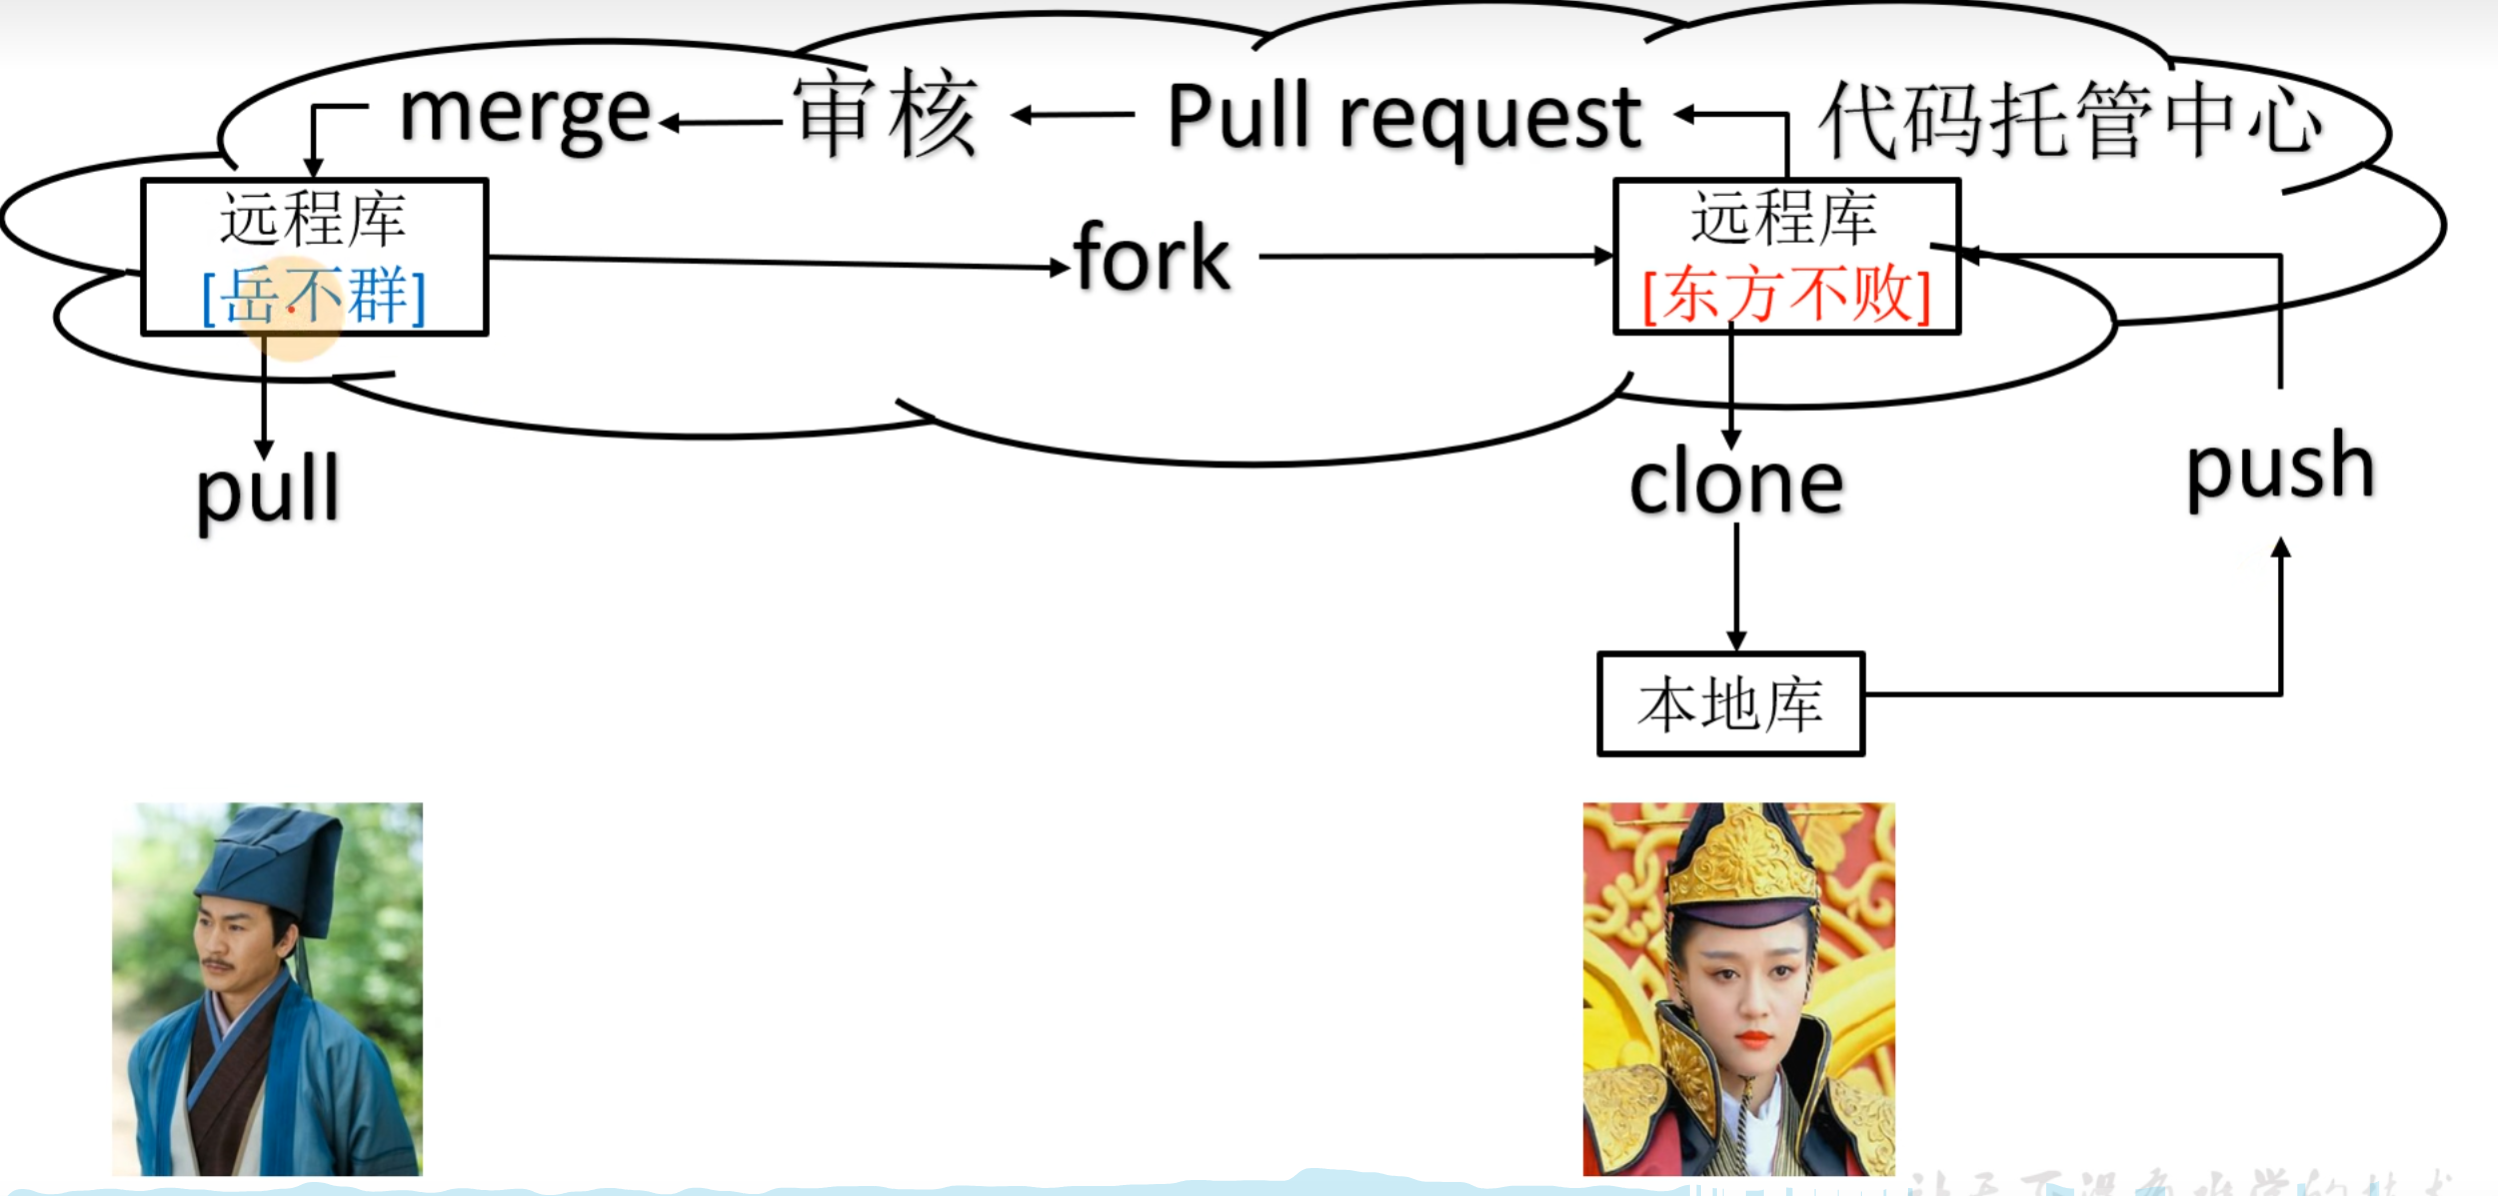 merge
审核
Pull request
代码托管中心
远程库
[岳不群]
fork
远程库
[东方不败]
pull
clone
push
本地库